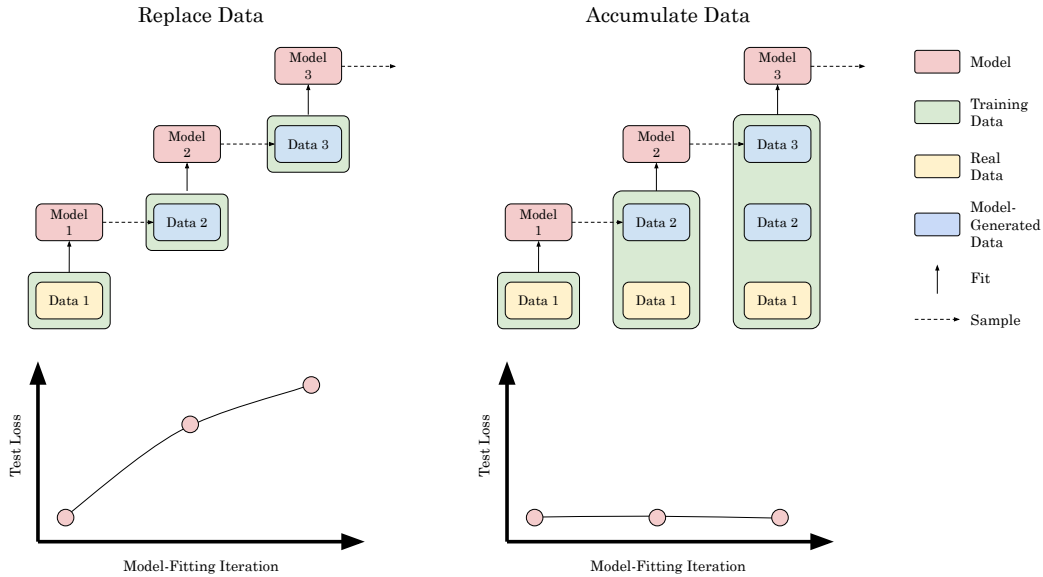 Replace Data
Accumulate Data
Model
3
Model
2
Data 3
Model
1
Data 2
Data 1
Model
3
Model
2
Data 3
Model
1
Data 2
Data 2
Data 1
Data 1
Data 1
Model
Training
Data
Real
Data
Model-
Generated
Data
Fit
Sample
Test Loss
Model-Fitting Iteration
Test Loss
Model-Fitting Iteration